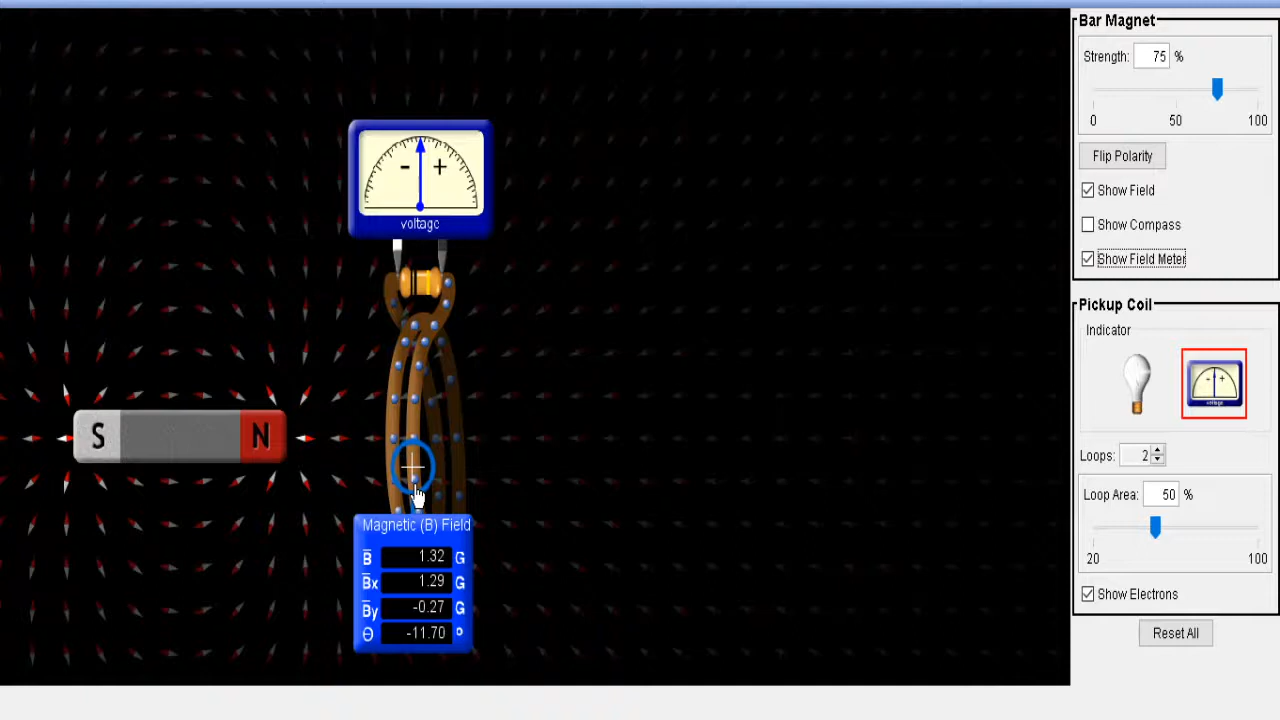 Bar Magnet
Strength: 75 %
0 50 100
Flip Polarity
Show Field
Show Compass
Show Field Meter
- +
voltage
Pickup Coil
Indicator
voltage
Loops: 2
Loop Area: 50 %
20 100
Show Electrons
Reset All
S N
Magnetic (B) Field
B 1.32 G
Bx 1.29 G
By -0.27 G
Θ -11.70 °